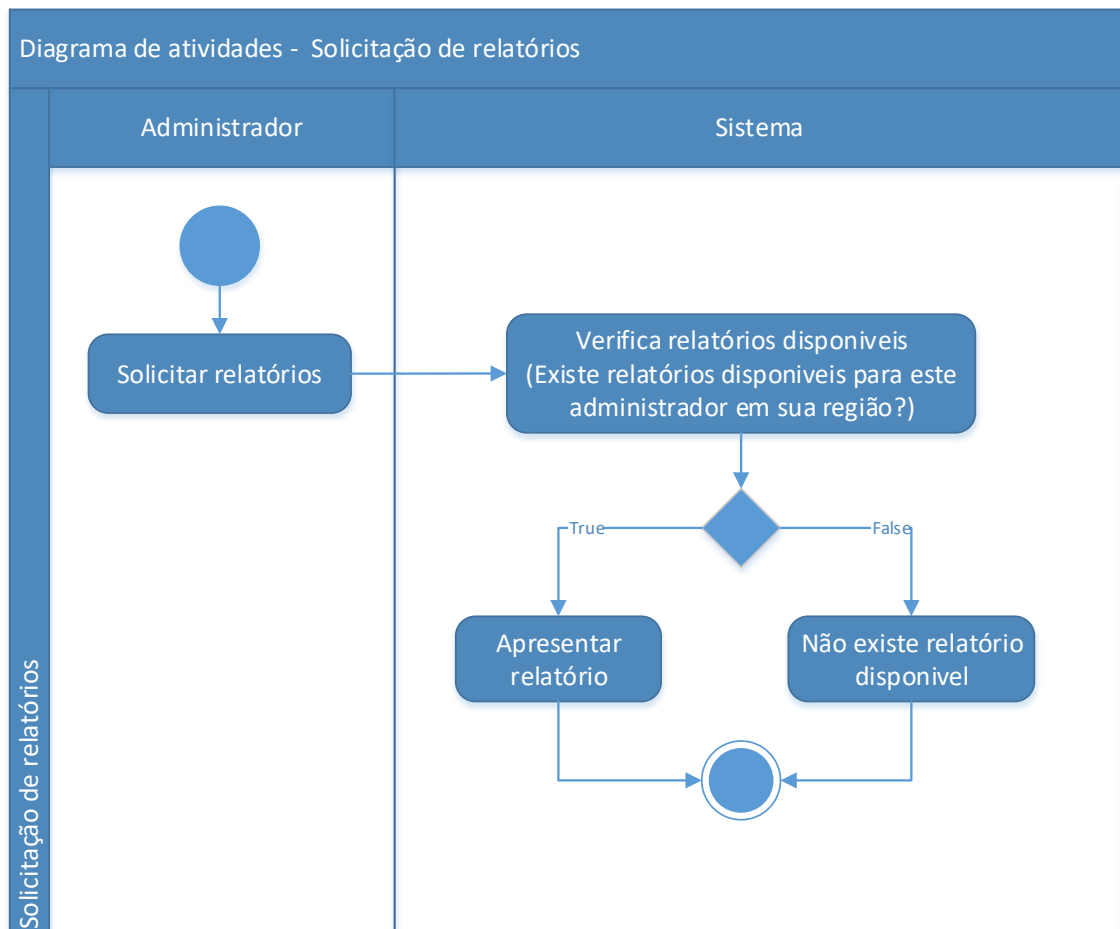 Diagrama de atividades - Solicitação de relatórios
Administrador
Sistema
Solicitar relatórios
Verifica relatórios disponiveis
(Existe relatórios disponiveis para este
administrador em sua região?)
True
False
Apresentar
relatório
Não existe relatório
disponivel
Solicitação de relatórios